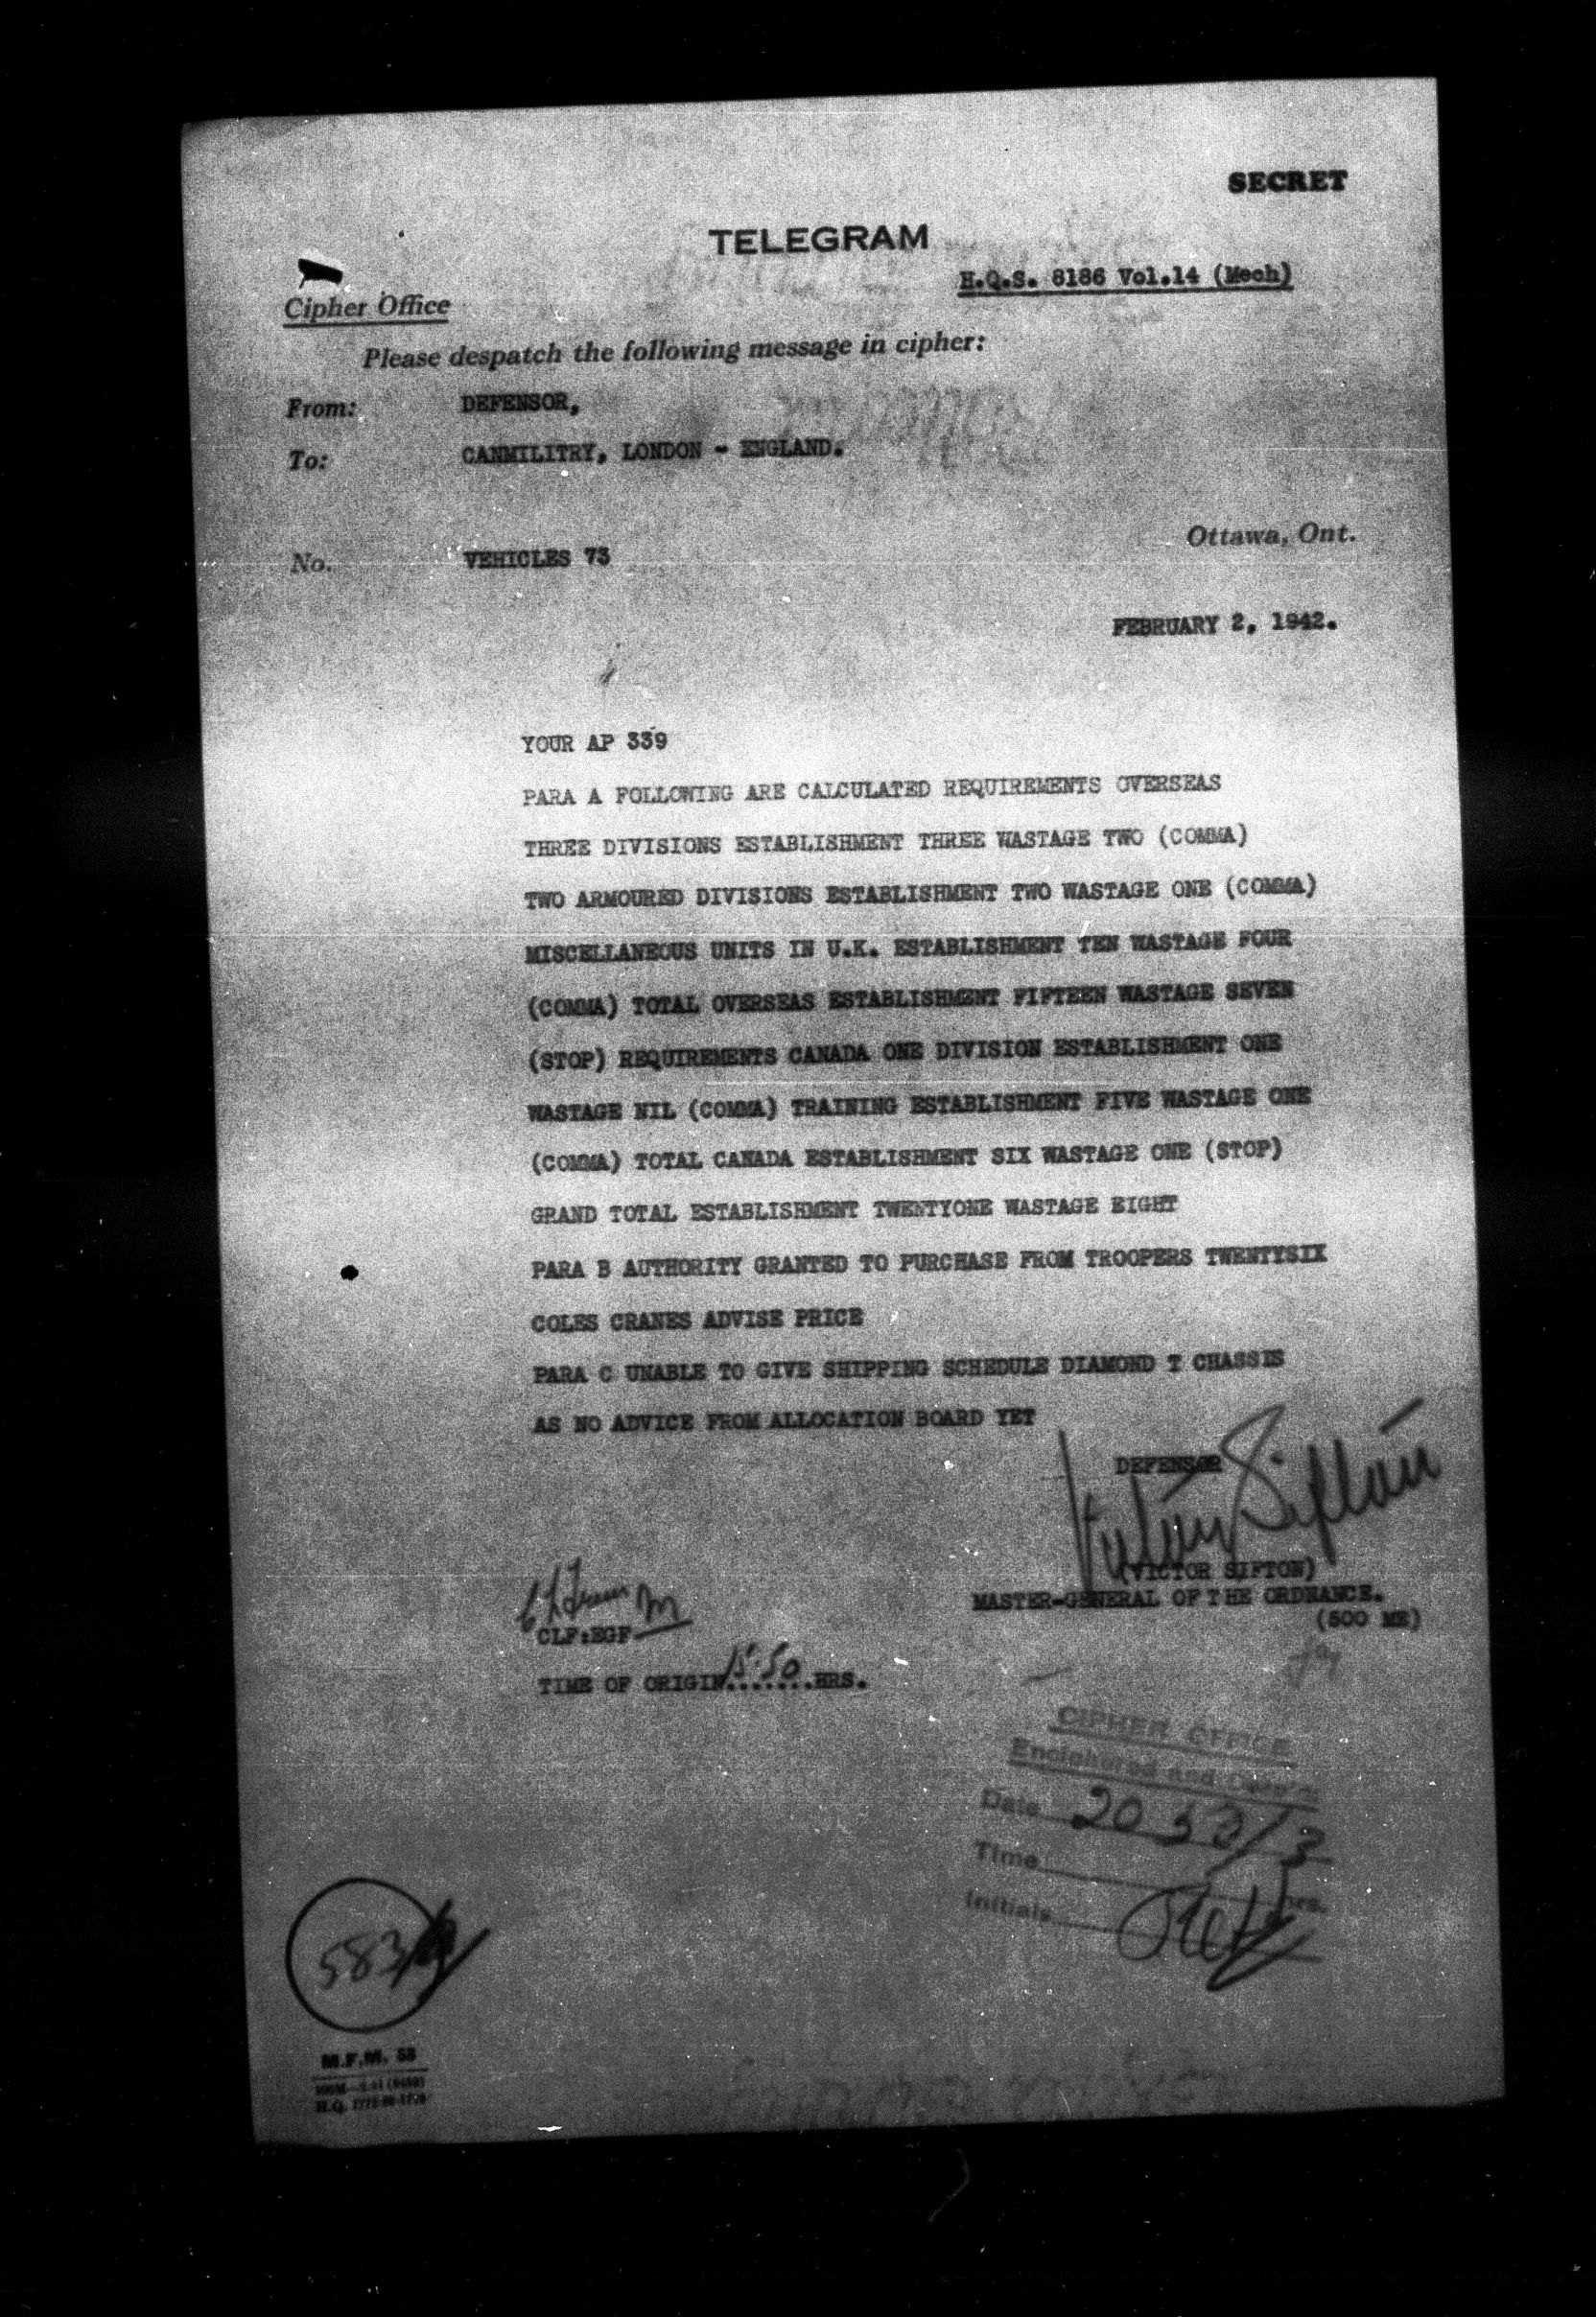 SECRET
TELEGRAM
H.Q.S. 8186 Vol.14 (Mech)
Cipher Office
Please despatch the following message in cipher:
From: DEFENSOR,
To: CANMILITRY, LONDON - ENGLAND.
Ottawa, Ont.
No. VEHICLES 73
FEBRUARY 2, 1942.
YOUR AP 339
PARA A FOLLOWING ARE CALCULATED REQUIREMENTS OVERSEAS
THREE DIVISIONS ESTABLISHMENT THREE WASTAGE TWO (COMMA)
TWO ARMOURED DIVISIONS ESTABLISHMENT TWO WASTAGE ONE (COMMA)
MISCELLANEOUS UNITS IN U.K. ESTABLISHMENT TEN WASTAGE FOUR
(COMMA) TOTAL OVERSEAS ESTABLISHMENT FIFTEEN WASTAGE SEVEN
(STOP) REQUIREMENTS CANADA ONE DIVISION ESTABLISHMENT ONE
WASTAGE NIL (COMMA) TRAINING ESTABLISHMENT FIVE WASTAGE ONE
(COMMA) TOTAL CANADA ESTABLISHMENT SIX WASTAGE ONE (STOP)
GRAND TOTAL ESTABLISHMENT TWENTYONE WASTAGE EIGHT
PARA B AUTHORITY GRANTED TO PURCHASE FROM TROOPERS TWENTYSIX
COLES CRANES ADVISE PRICE
PARA C UNABLE TO GIVE SHIPPING SCHEDULE DIAMOND T CHASSIS
AS NO ADVICE FROM ALLOCATION BOARD YET
DEFENSOR
Victor Sifton
(VICTOR SIFTON)
MASTER-GENERAL OF THE ORDNANCE.
(500 ME)
CLF:EGF
TIME OF ORIGIN 15.50 HRS.
CIPHER OFFICE
Enciphered and
Date
Time hrs.
Initials
583
M.F.M. 38
H.Q.